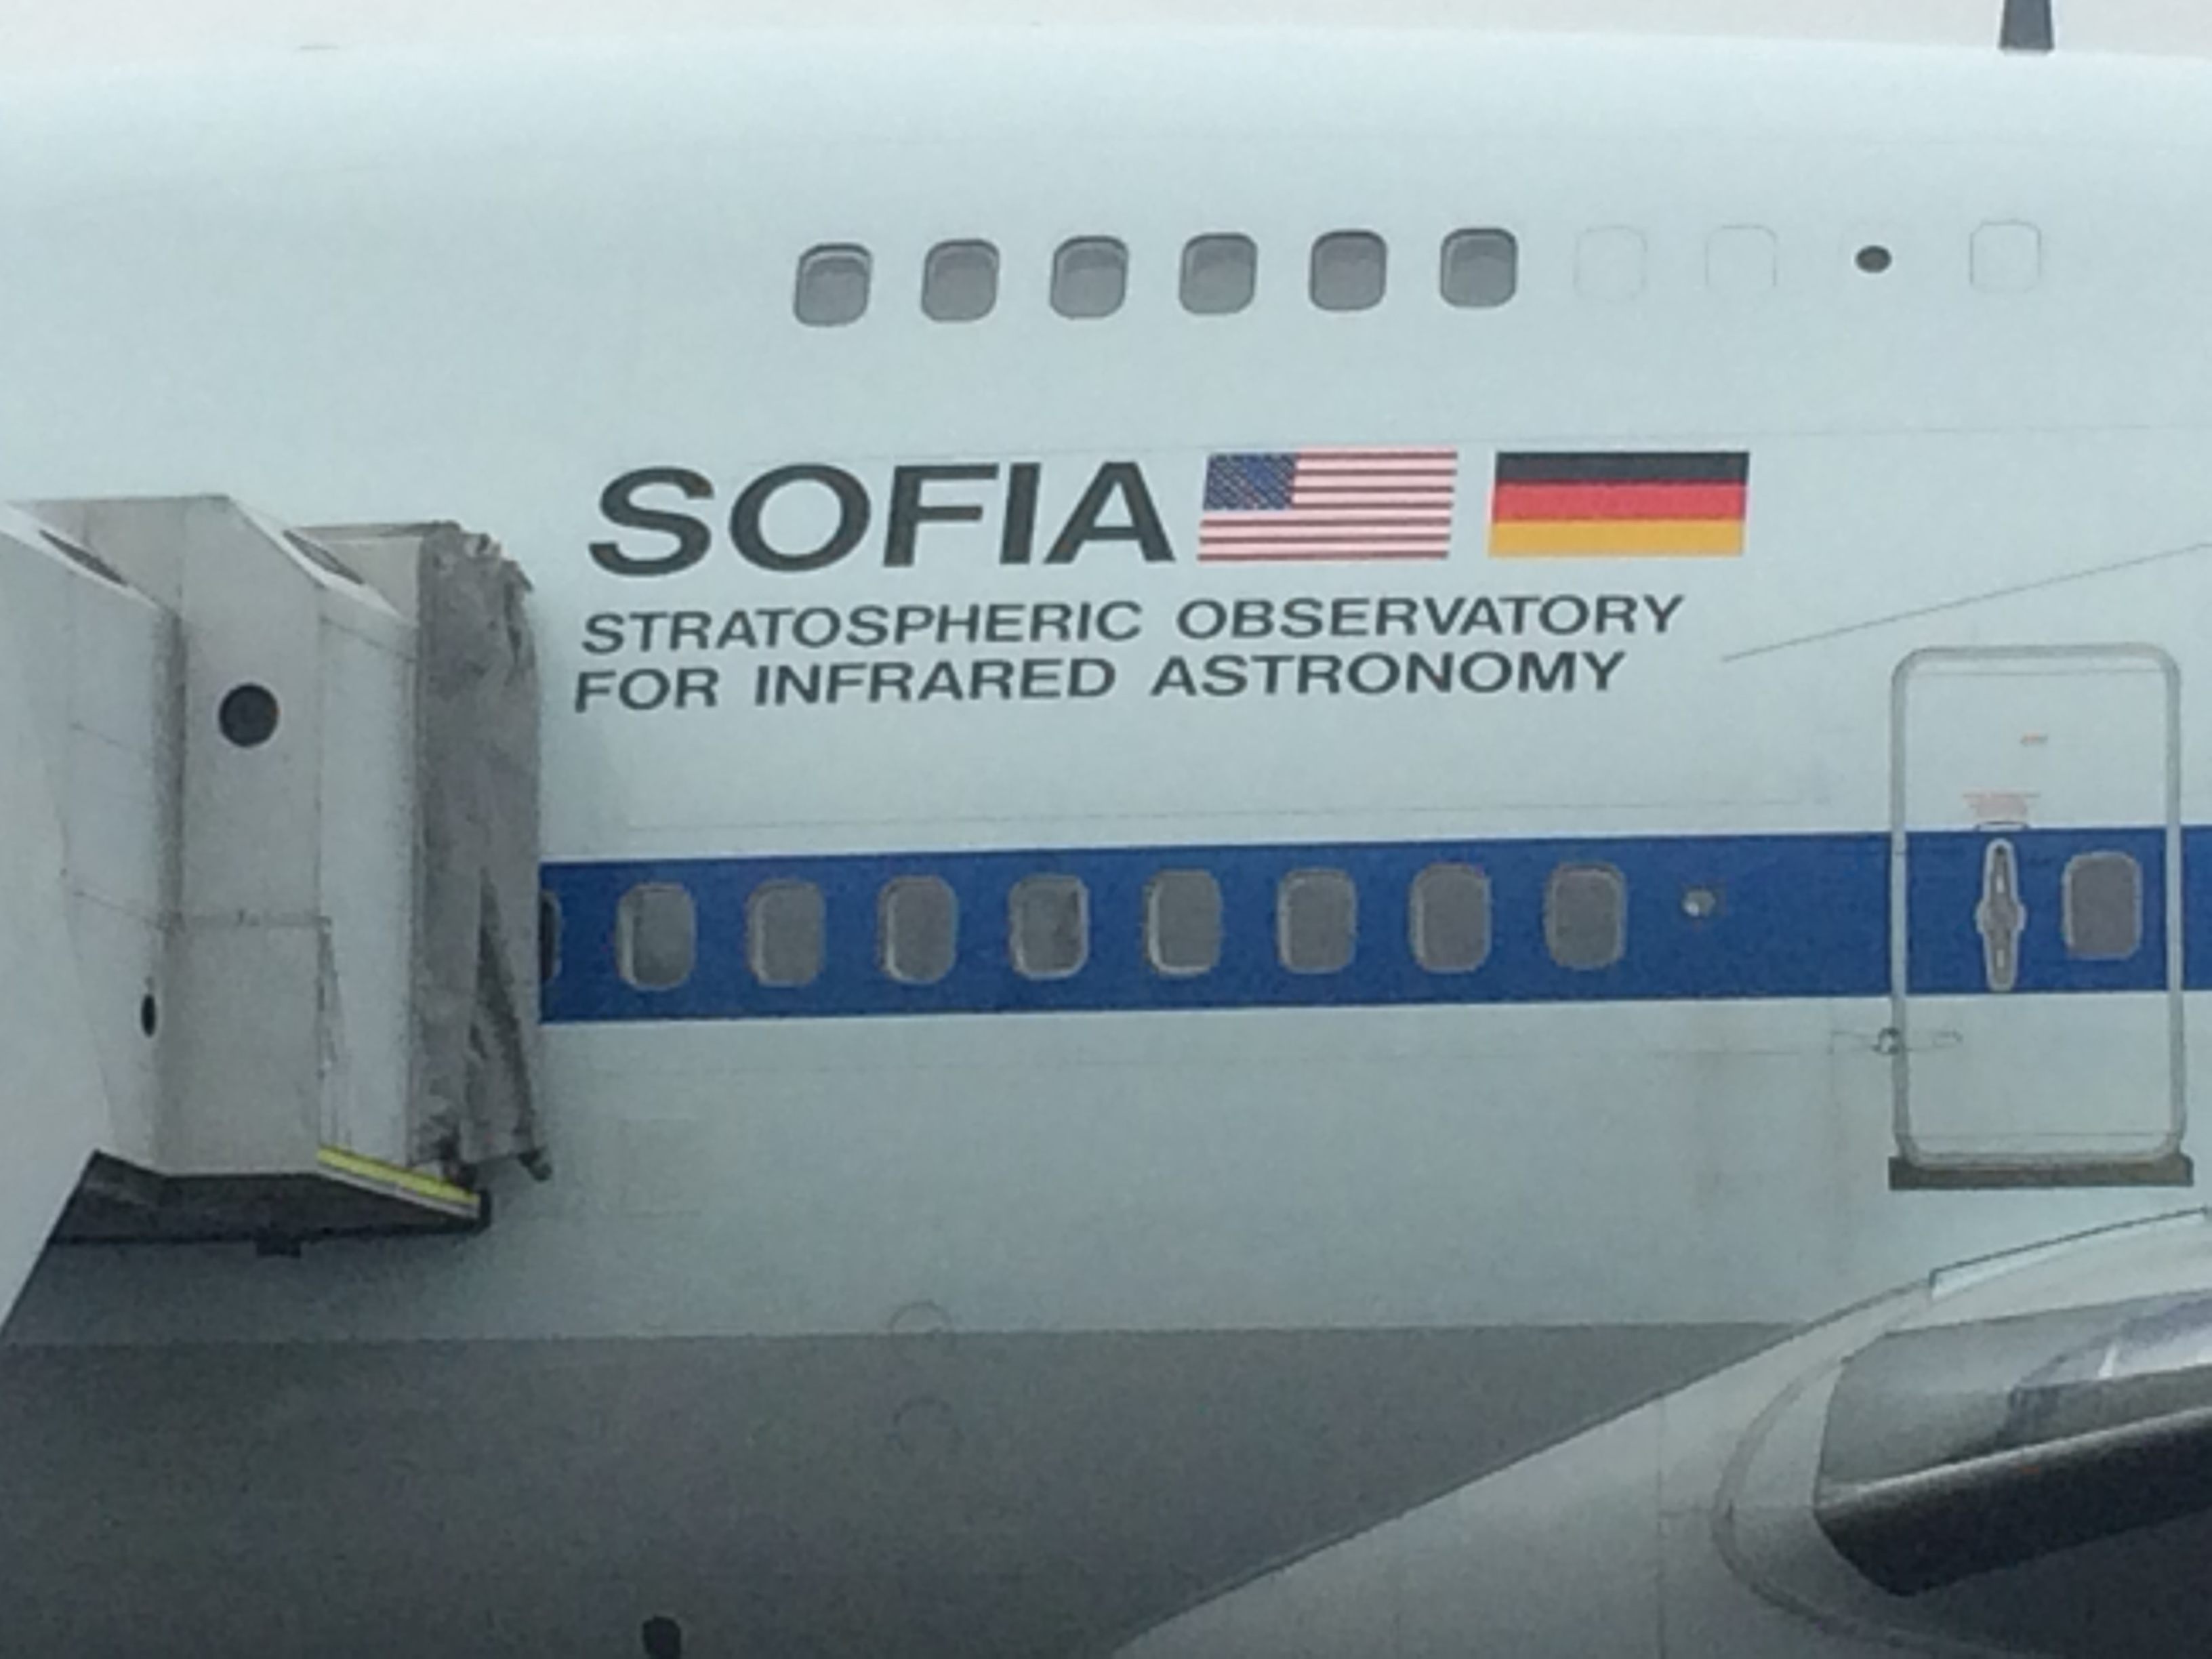 SOFIA
STRATOSPHERIC OBSERVATORY
FOR INFRARED ASTRONOMY